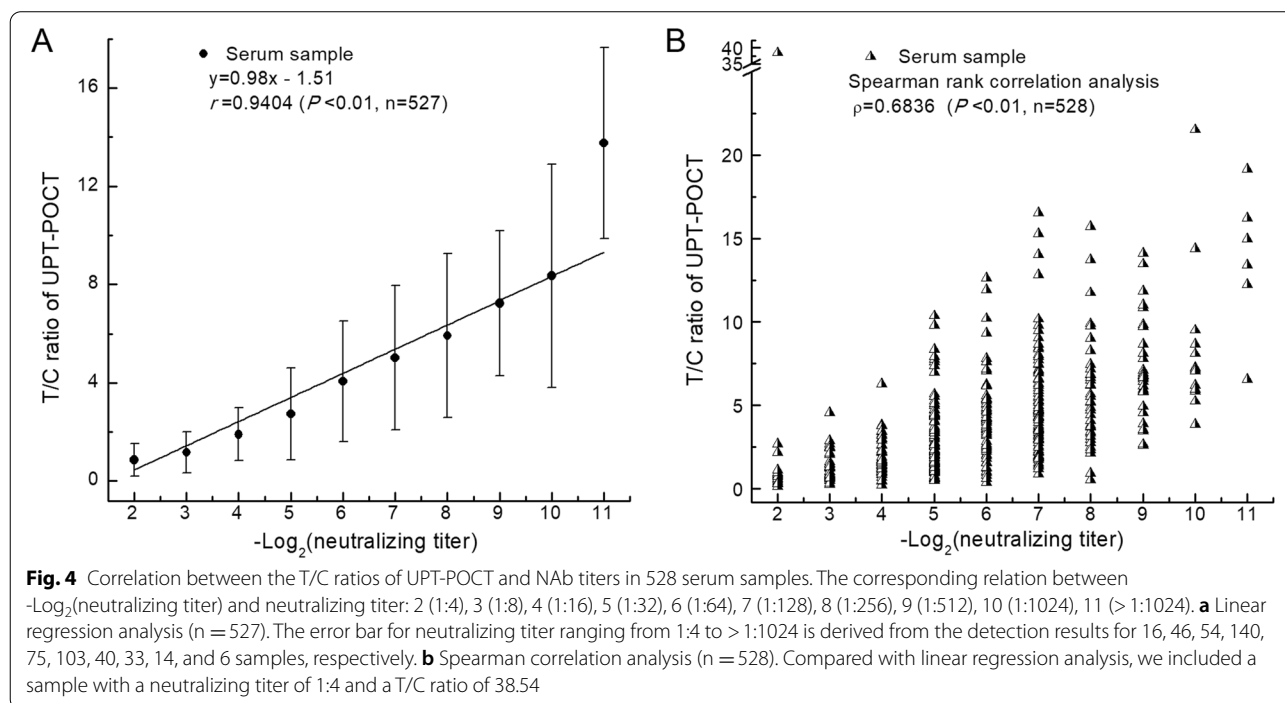 A
Serum sample
y=0.98x - 1.51
r=0.9404 (P<0.01, n=527)
T/C ratio of UPT-POCT
16
12
8
4
0
2 3 4 5 6 7 8 9 10 11
-Log₂(neutralizing titer)
B
Serum sample
Spearman rank correlation analysis
ρ=0.6836 (P<0.01, n=528)
T/C ratio of UPT-POCT
40
35
20
15
10
5
0
2 3 4 5 6 7 8 9 10 11
-Log₂(neutralizing titer)
Fig. 4 Correlation between the T/C ratios of UPT-POCT and NAb titers in 528 serum samples. The corresponding relation between
-Log₂(neutralizing titer) and neutralizing titer: 2 (1:4), 3 (1:8), 4 (1:16), 5 (1:32), 6 (1:64), 7 (1:128), 8 (1:256), 9 (1:512), 10 (1:1024), 11 (> 1:1024). a Linear
regression analysis (n = 527). The error bar for neutralizing titer ranging from 1:4 to > 1:1024 is derived from the detection results for 16, 46, 54, 140,
75, 103, 40, 33, 14, and 6 samples, respectively. b Spearman correlation analysis (n = 528). Compared with linear regression analysis, we included a
sample with a neutralizing titer of 1:4 and a T/C ratio of 38.54